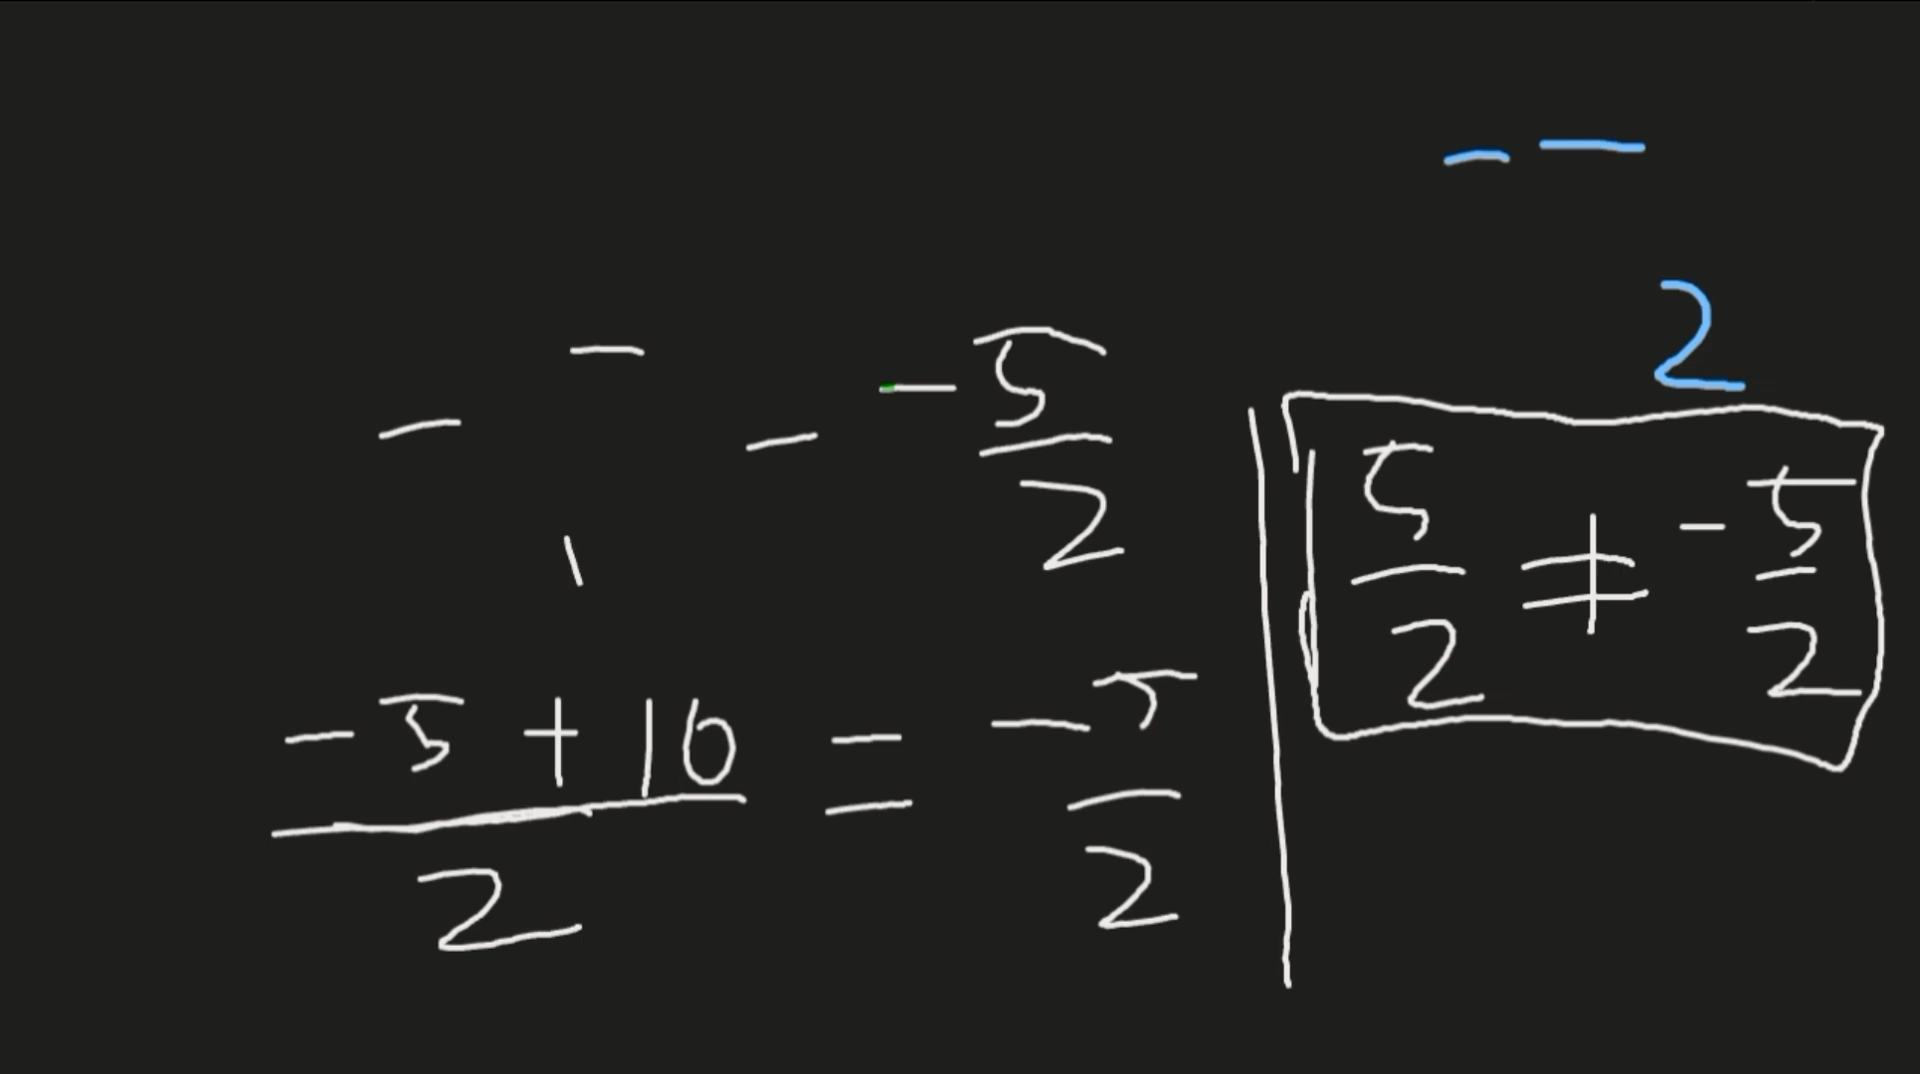 - -
2
- - - -5/2
(-5+10)/2 = -5/2
5/2 ≠ -5/2